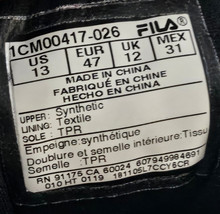 1CM00417-026 FILA
US EUR UK MEX
13 47 12 31
MADE IN CHINA
FABRIQUÉ EN CHINE
HECHO EN CHINA
UPPER: Synthetic
LINING: Textile
SOLE : TPR
Empeigne:synthétique
Doublure et semelle intérieure:Tissu
Semelle :TPR
RN 91175 CA 60024 607949984691
010 HT 0119 181105L7CCY6CR